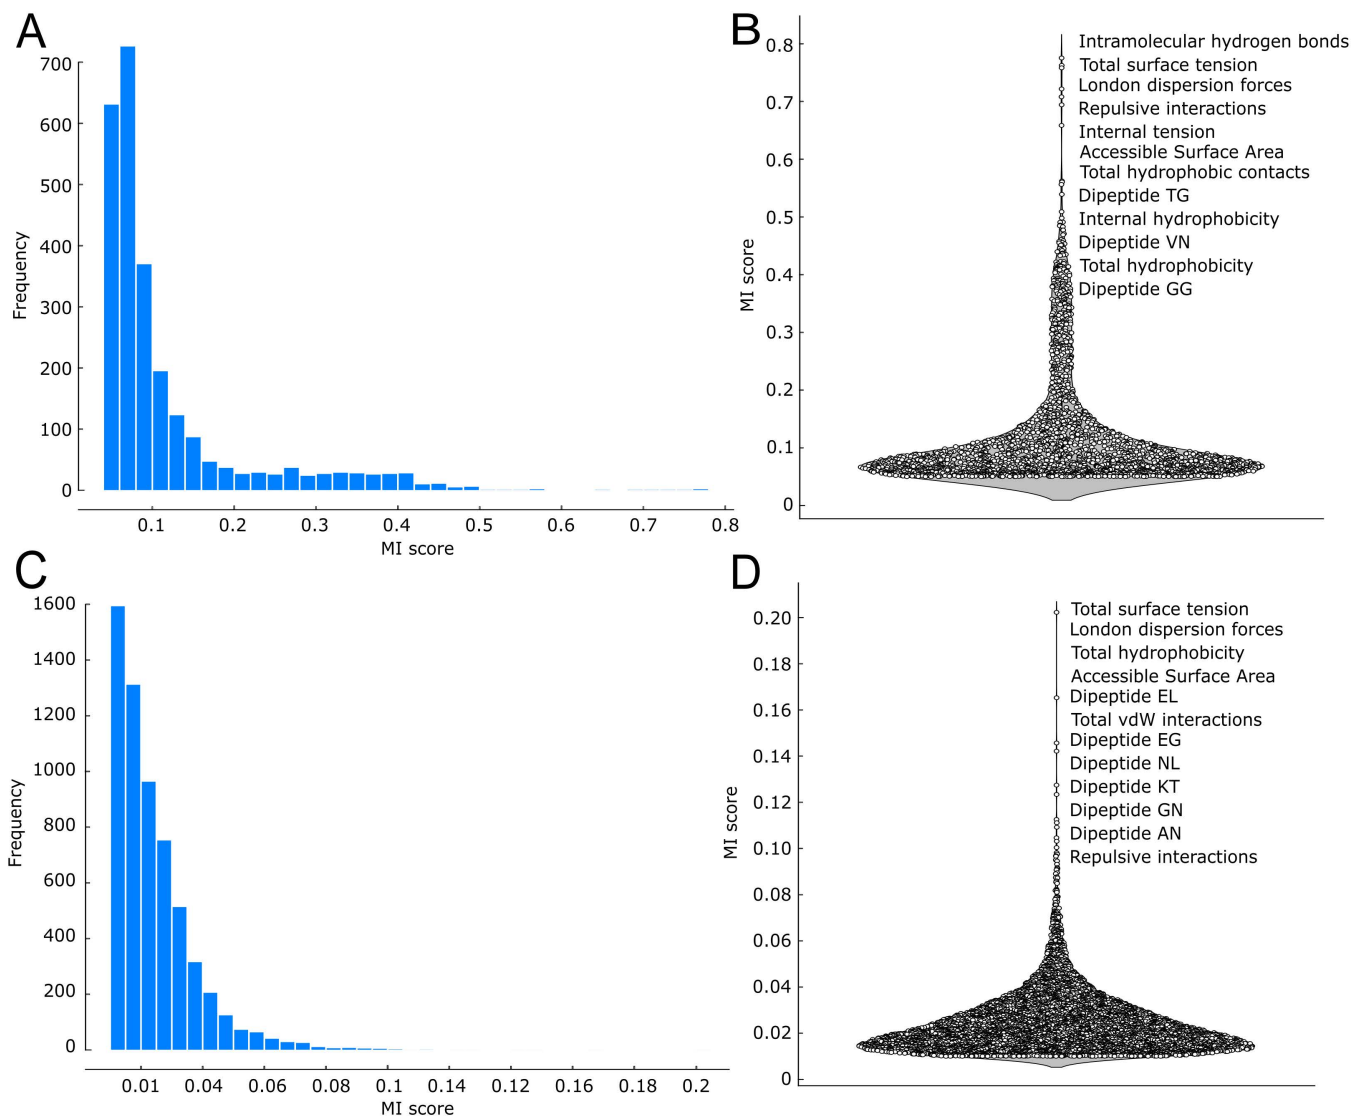 A
700
600
500
400
300
200
100
0
Frequency
0.1
0.2
0.3
0.4
0.5
0.6
0.7
0.8
MI score
B
0.8
0.7
0.6
0.5
0.4
0.3
0.2
0.1
0
MI score
Intramolecular hydrogen bonds
Total surface tension
London dispersion forces
Repulsive interactions
Internal tension
Accessible Surface Area
Total hydrophobic contacts
Dipeptide TG
Internal hydrophobicity
Dipeptide VN
Total hydrophobicity
Dipeptide GG
C
1600
1400
1200
1000
800
600
400
200
0
Frequency
0.01
0.04
0.06
0.08
0.1
0.14
0.12
0.16
0.18
0.2
MI score
D
0.20
0.18
0.16
0.14
0.12
0.10
0.08
0.06
0.04
0.02
0
MI score
Total surface tension
London dispersion forces
Total hydrophobicity
Accessible Surface Area
Dipeptide EL
Total vdW interactions
Dipeptide EG
Dipeptide NL
Dipeptide KT
Dipeptide GN
Dipeptide AN
Repulsive interactions